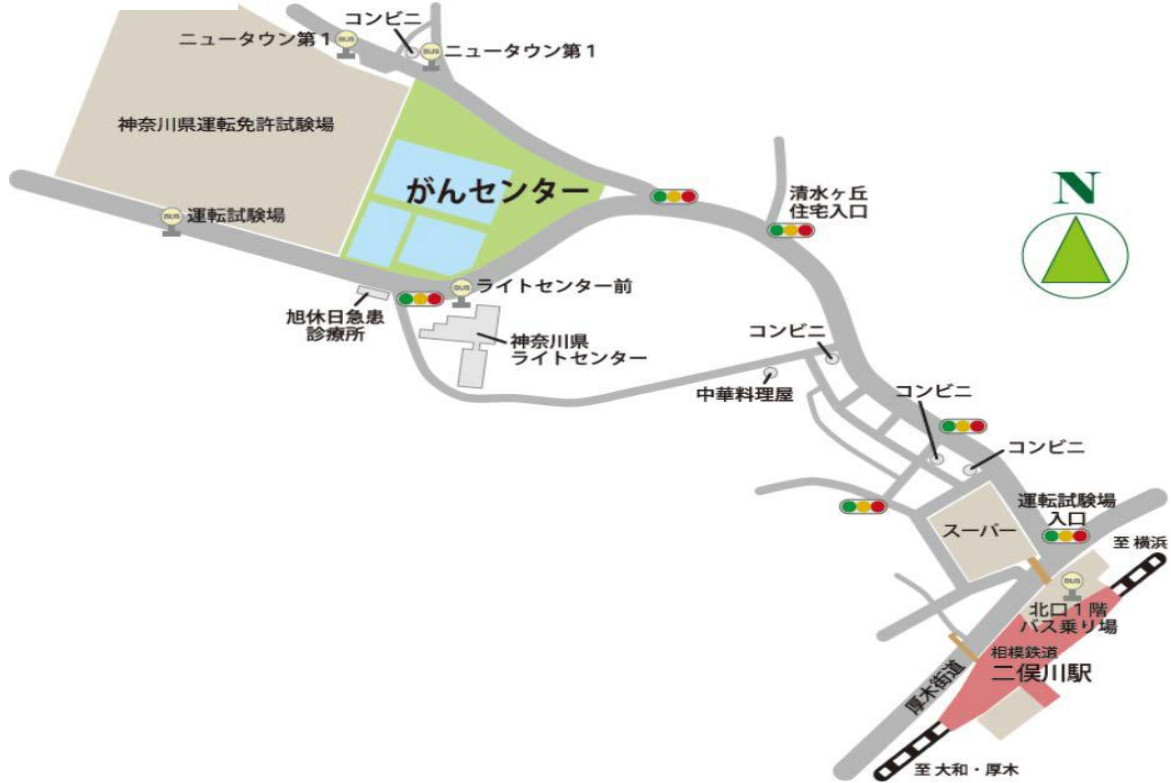 コンビニ
ニュータウン第1
BUS
BUS
ニュータウン第1
神奈川県運転免許試験場
がんセンター
清水ヶ丘
住宅入口
N
BUS
運転試験場
BUS
ライトセンター前
旭休日急患
診療所
神奈川県
ライトセンター
コンビニ
中華料理屋
コンビニ
コンビニ
運転試験場
入口
スーパー
至 横浜
BUS
北口1階
バス乗り場
相模鉄道
二俣川駅
厚木街道
至 大和・厚木